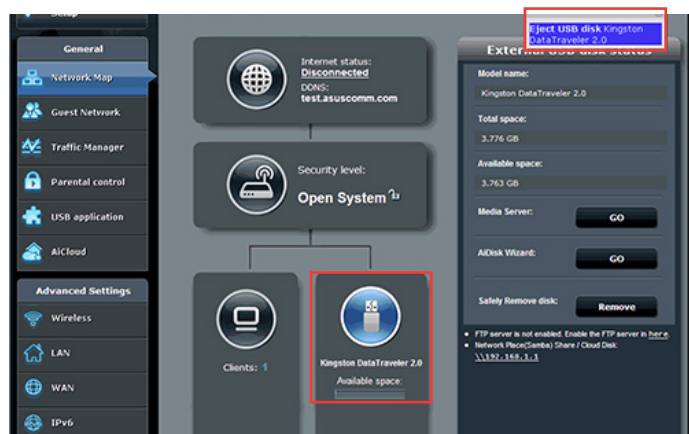 Setup
General
Network Map
Guest Network
Traffic Manager
Parental control
USB application
AiCloud
Advanced Settings
Wireless
LAN
WAN
IPv6
Internet status:
Disconnected
DDNS:
test.asuscomm.com
Security level:
Open System
Clients: 1
Kingston DataTraveler 2.0
Available space:
Eject USB disk Kingston
DataTraveler 2.0
External USB disk status
Model name:
Kingston DataTraveler 2.0
Total space:
3.776 GB
Available space:
3.763 GB
Media Server:
GO
AiDisk Wizard:
GO
Safely Remove disk:
Remove
FTP server is not enabled. Enable the FTP server in here.
Network Place(Samba) Share / Cloud Disk:
\\192.168.1.1